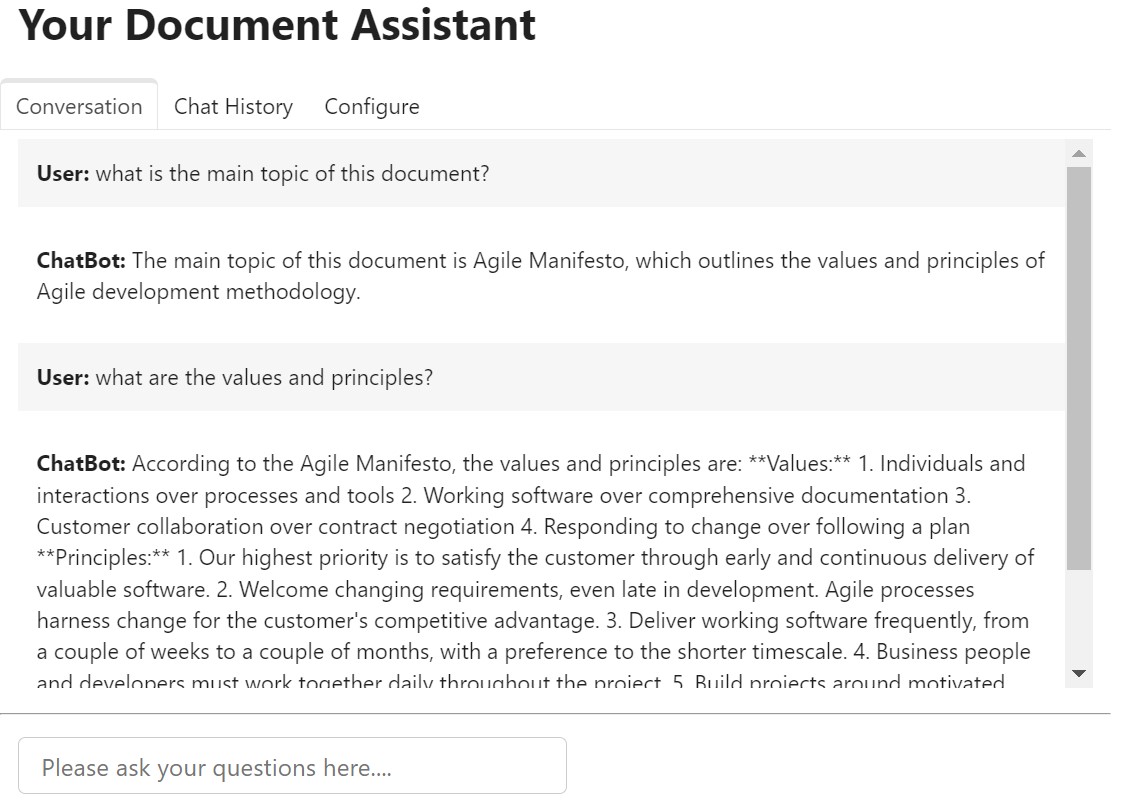 Your Document Assistant
Conversation
Chat History
Configure
User: what is the main topic of this document?
ChatBot: The main topic of this document is Agile Manifesto, which outlines the values and principles of
Agile development methodology.
User: what are the values and principles?
ChatBot: According to the Agile Manifesto, the values and principles are: **Values:** 1. Individuals and
interactions over processes and tools 2. Working software over comprehensive documentation 3.
Customer collaboration over contract negotiation 4. Responding to change over following a plan
**Principles:** 1. Our highest priority is to satisfy the customer through early and continuous delivery of
valuable software. 2. Welcome changing requirements, even late in development. Agile processes
harness change for the customer's competitive advantage. 3. Deliver working software frequently, from
a couple of weeks to a couple of months, with a preference to the shorter timescale. 4. Business people
and developers must work together daily throughout the project. 5. Build projects around motivated
Please ask your questions here....